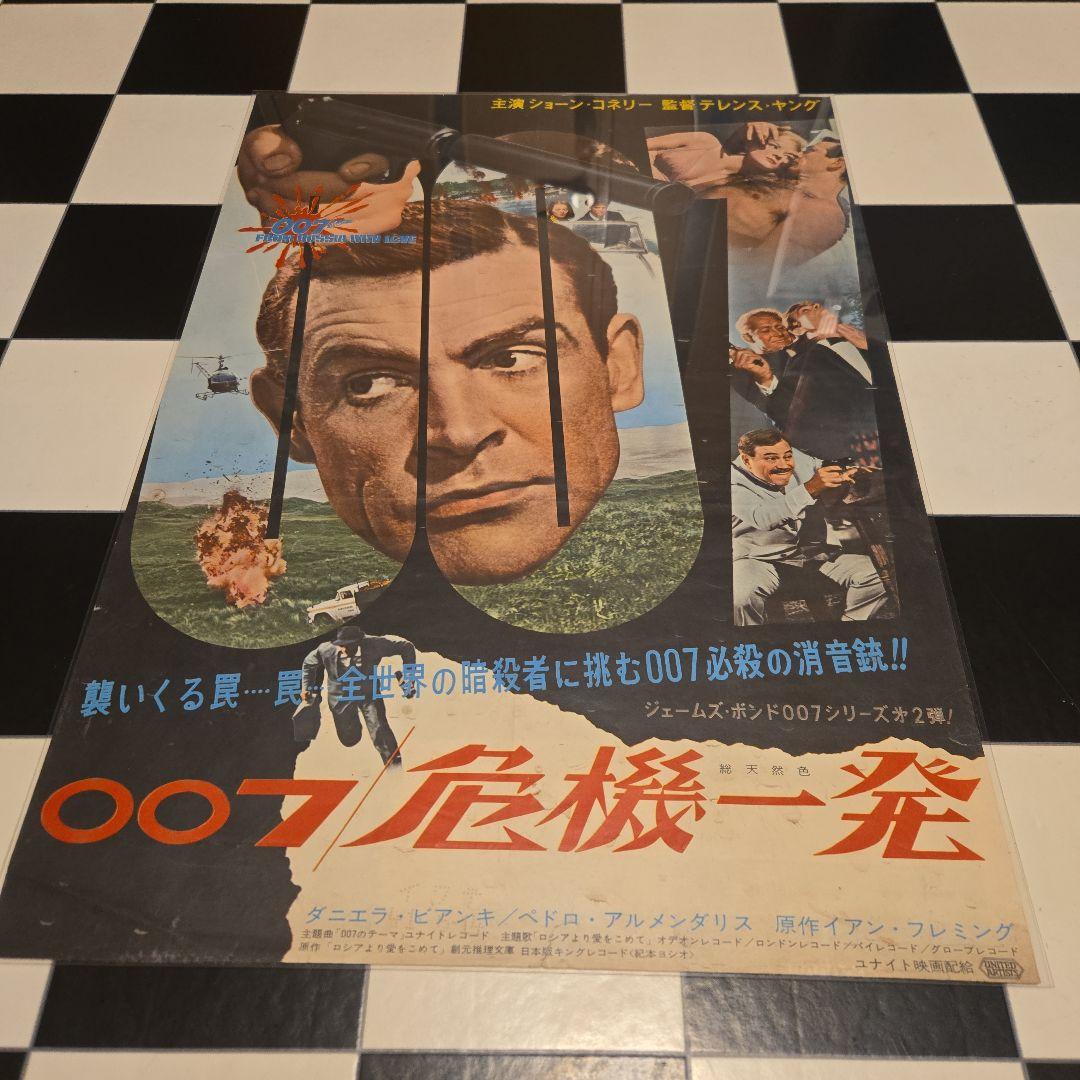 主演 ショーン・コネリー 監督 テレンス・ヤング
007
FROM RUSSIA WITH LOVE
襲いくる罠…罠… 全世界の暗殺者に挑む007必殺の消音銃!!
ジェームズ・ボンド007シリーズ㐧2弾!
総天然色
007/危機一発
ダニエラ・ビアンキ/ペドロ・アルメンダリス 原作イアン・フレミング
主題曲「007のテーマ」ユナイトレコード 主題歌「ロシアより愛をこめて」オデオンレコード/ロンドンレコード/パイレコード/グローブレコード
原作「ロシアより愛をこめて」創元推理文庫 日本版キングレコード<紀本ヨシオ>
ユナイト映画配給 UNITED ARTISTS